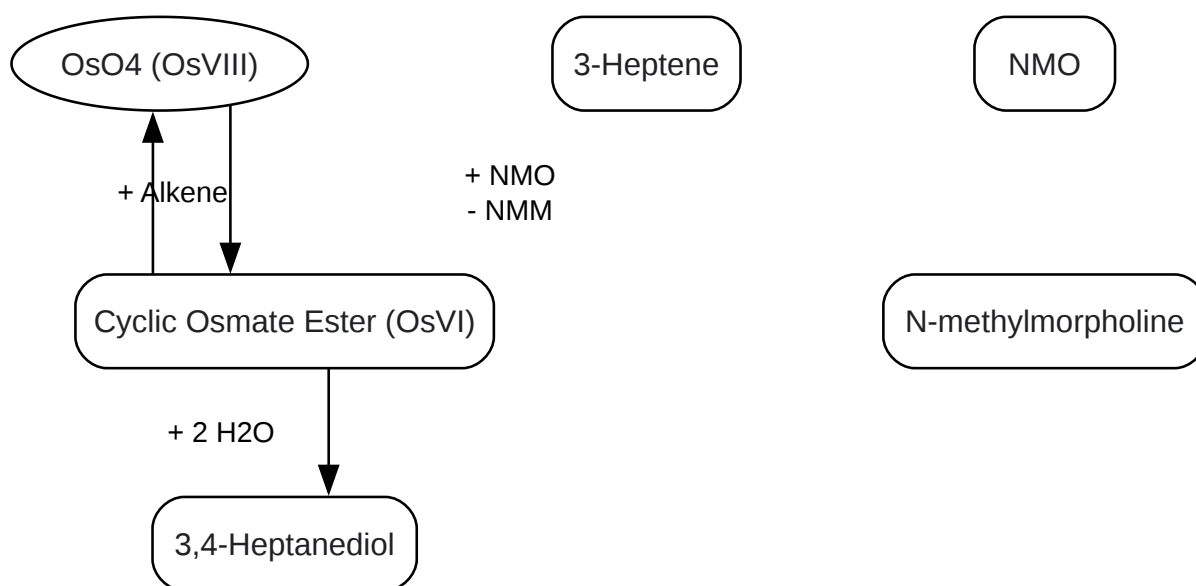 OsO4 (OsVIII)
3-Heptene
NMO
+ Alkene
+ NMO
- NMM
Cyclic Osmate Ester (OsVI)
N-methylmorpholine
+ 2 H2O
3,4-Heptanediol